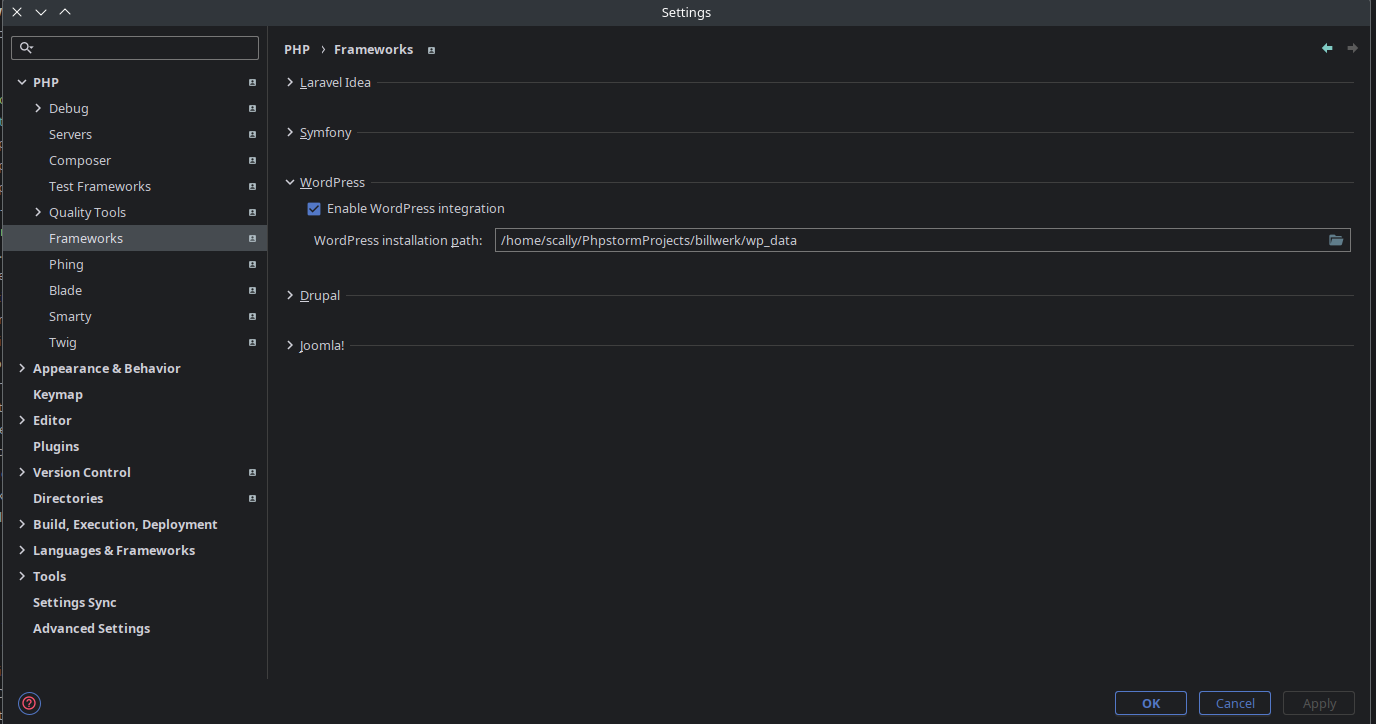 Settings
PHP
Debug
Servers
Composer
Test Frameworks
Quality Tools
Frameworks
Phing
Blade
Smarty
Twig
Appearance & Behavior
Keymap
Editor
Plugins
Version Control
Directories
Build, Execution, Deployment
Languages & Frameworks
Tools
Settings Sync
Advanced Settings
PHP › Frameworks
Laravel Idea
Symfony
WordPress
Enable WordPress integration
WordPress installation path: /home/scally/PhpstormProjects/billwerk/wp_data
Drupal
Joomla!
OK Cancel Apply